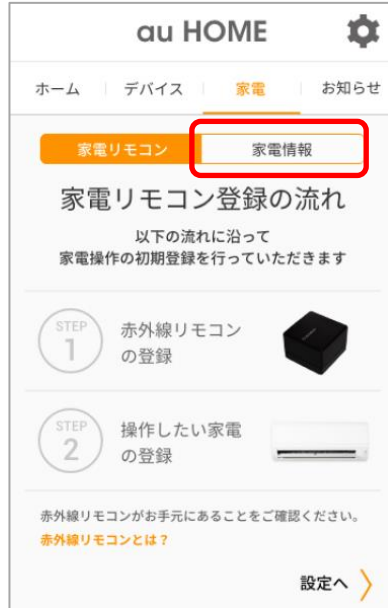 au HOME
ホーム デバイス 家電 お知らせ
家電リモコン 家電情報
家電リモコン登録の流れ
以下の流れに沿って
家電操作の初期登録を行っていただきます
STEP
1
赤外線リモコン
の登録
STEP
2
操作したい家電
の登録
赤外線リモコンがお手元にあることをご確認ください。
赤外線リモコンとは？
設定へ